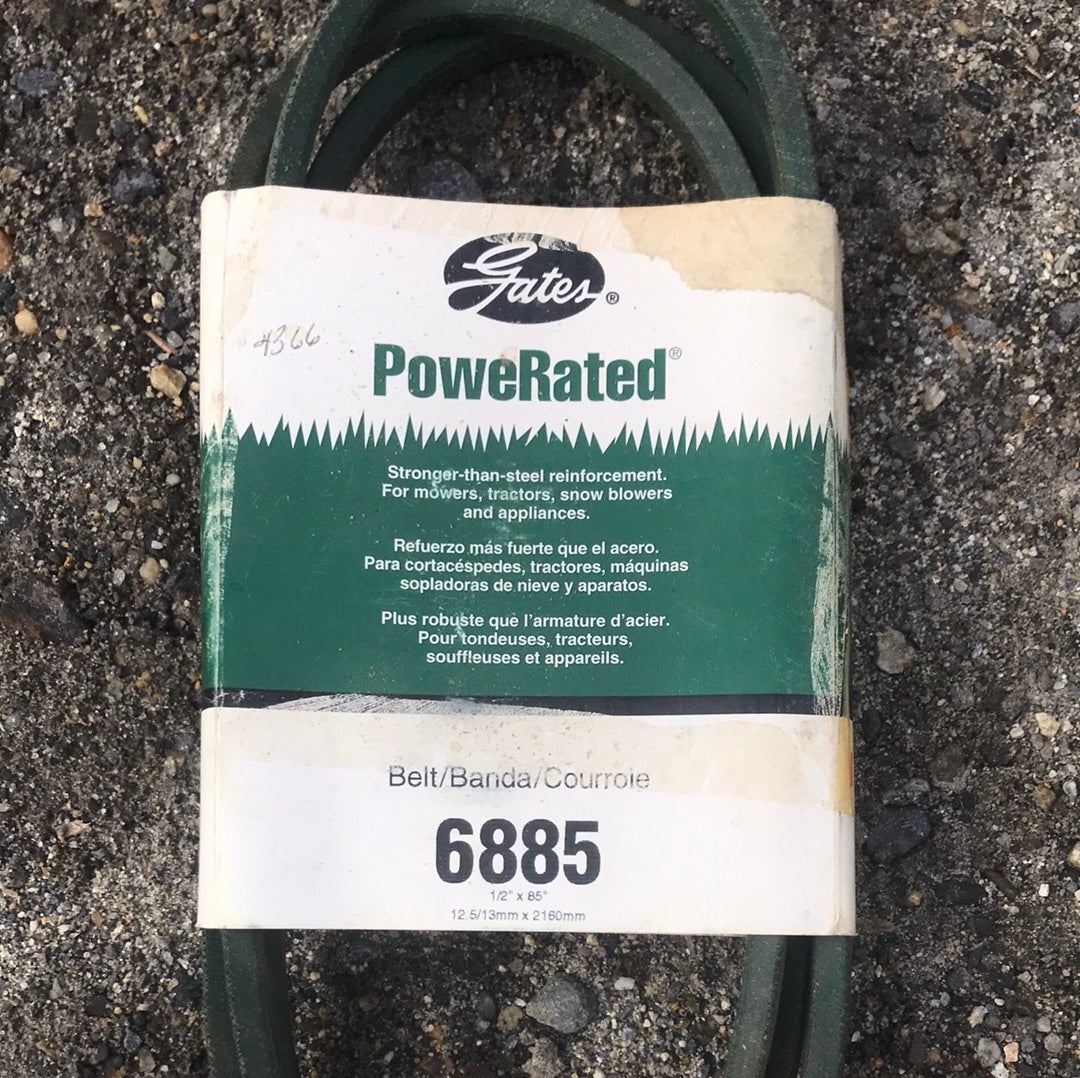 Gates®
4366
PoweRated®
Stronger-than-steel reinforcement.
For mowers, tractors, snow blowers
and appliances.
Refuerzo más fuerte que el acero.
Para cortacéspedes, tractores, máquinas
sopladoras de nieve y aparatos.
Plus robuste que l'armature d'acier.
Pour tondeuses, tracteurs,
souffleuses et appareils.
Belt/Banda/Courroie
6885
1/2" x 85"
12.5/13mm x 2160mm